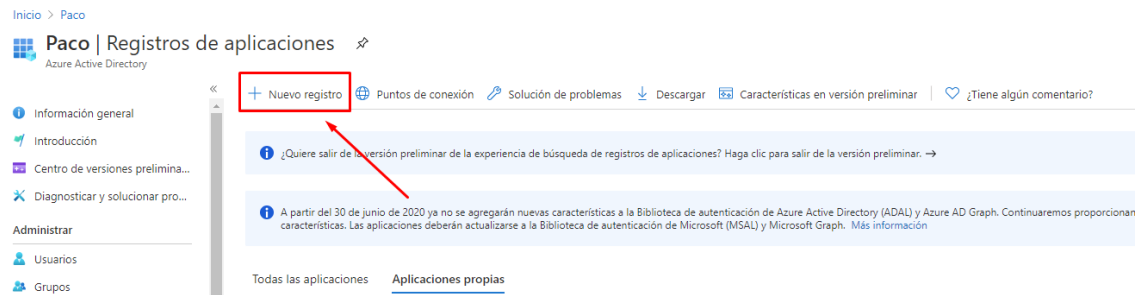 Inicio > Paco
Paco | Registros de aplicaciones
Azure Active Directory
«
Nuevo registro
Puntos de conexión
Solución de problemas
Descargar
Características en versión preliminar
¿Tiene algún comentario?
Información general
Introducción
Centro de versiones prelimina...
Diagnosticar y solucionar pro...
Administrar
Usuarios
Grupos
¿Quiere salir de la versión preliminar de la experiencia de búsqueda de registros de aplicaciones? Haga clic para salir de la versión preliminar. →
A partir del 30 de junio de 2020 ya no se agregarán nuevas características a la Biblioteca de autenticación de Azure Active Directory (ADAL) y Azure AD Graph. Continuaremos proporcionan
características. Las aplicaciones deberán actualizarse a la Biblioteca de autenticación de Microsoft (MSAL) y Microsoft Graph. Más información
Todas las aplicaciones
Aplicaciones propias